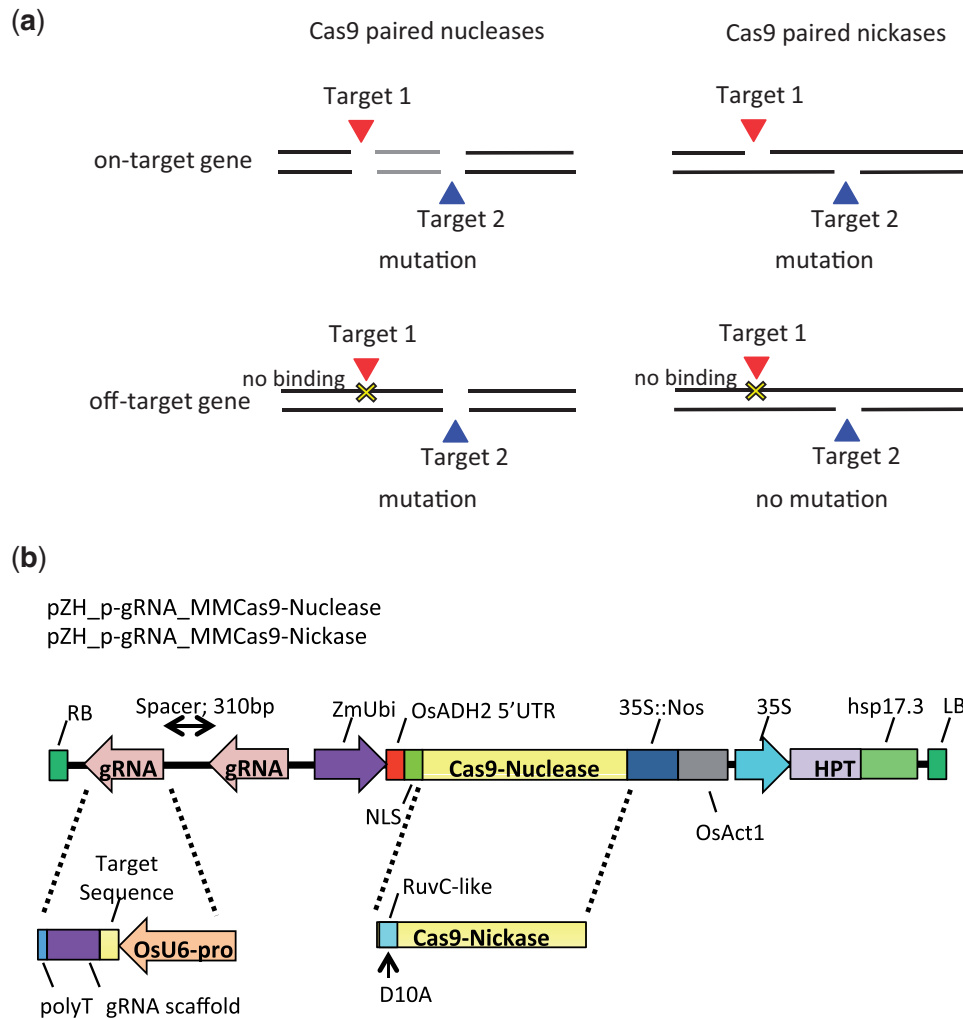 (a)
Cas9 paired nucleases
Cas9 paired nickases
Target 1
Target 1
on-target gene
Target 2
Target 2
mutation
mutation
Target 1
Target 1
no binding
no binding
off-target gene
Target 2
Target 2
mutation
no mutation
(b)
pZH_p-gRNA_MMCas9-Nuclease
pZH_p-gRNA_MMCas9-Nickase
RB
Spacer; 310bp
ZmUbi
OsADH2 5’UTR
35S::Nos
35S
hsp17.3
LB
gRNA
gRNA
Cas9-Nuclease
HPT
NLS
OsAct1
Target
Sequence
RuvC-like
OsU6-pro
Cas9-Nickase
polyT
gRNA scaffold
D10A